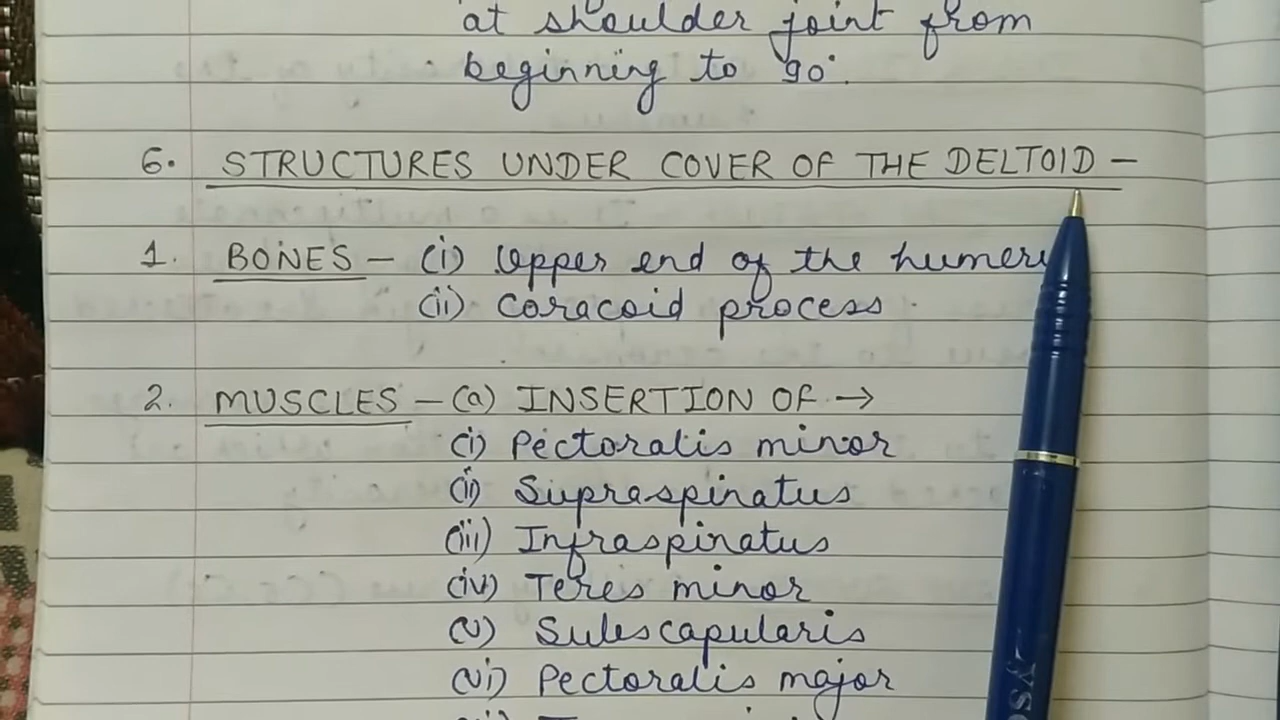 at shoulder joint from
beginning to 90°.
6. STRUCTURES UNDER COVER OF THE DELTOID -
1. BONES - (i) Upper end of the humeru
(ii) Coracoid process
2. MUSCLES - (a) INSERTION OF →
(i) Pectoralis minor
(ii) Supraspinatus
(iii) Infraspinatus
(iv) Teres minor
(v) Subscapularis
(vi) Pectoralis major